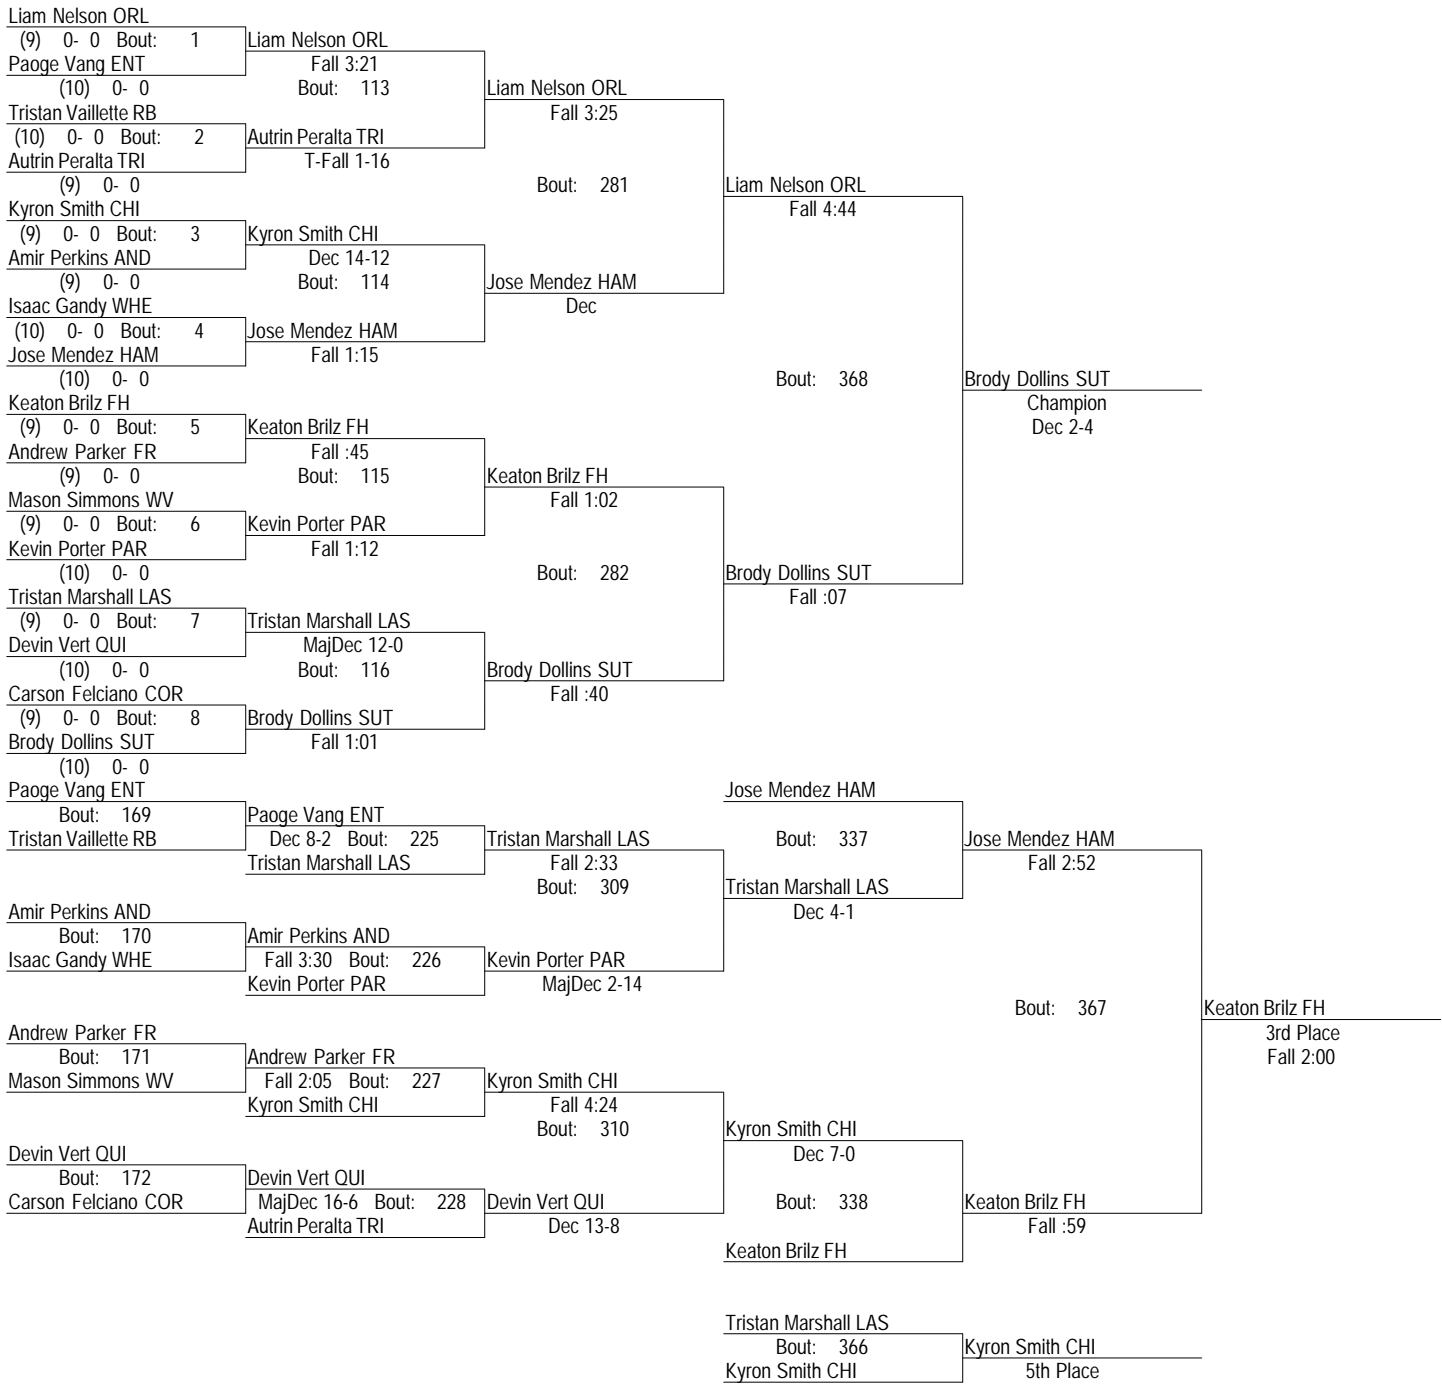 Liam Nelson ORL
(9) 0- 0 Bout: 1 Liam Nelson ORL
Paoge Vang ENT Fall 3:21
(10) 0- 0 Bout: 113 Liam Nelson ORL
Tristan Vaillette RB Fall 3:25
(10) 0- 0 Bout: 2 Autrin Peralta TRI
Autrin Peralta TRI T-Fall 1-16
(9) 0- 0 Bout: 281 Liam Nelson ORL
Kyron Smith CHI Fall 4:44
(9) 0- 0 Bout: 3 Kyron Smith CHI
Amir Perkins AND Dec 14-12
(9) 0- 0 Bout: 114 Jose Mendez HAM
Isaac Gandy WHE Dec
(10) 0- 0 Bout: 4 Jose Mendez HAM
Jose Mendez HAM Fall 1:15
(10) 0- 0 Bout: 368 Brody Dollins SUT
Keaton Brilz FH Champion
(9) 0- 0 Bout: 5 Keaton Brilz FH Dec 2-4
Andrew Parker FR Fall :45
(9) 0- 0 Bout: 115 Keaton Brilz FH
Mason Simmons WV Fall 1:02
(9) 0- 0 Bout: 6 Kevin Porter PAR
Kevin Porter PAR Fall 1:12
(10) 0- 0 Bout: 282 Brody Dollins SUT
Tristan Marshall LAS Fall :07
(9) 0- 0 Bout: 7 Tristan Marshall LAS
Devin Vert QUI MajDec 12-0
(10) 0- 0 Bout: 116 Brody Dollins SUT
Carson Felciano COR Fall :40
(9) 0- 0 Bout: 8 Brody Dollins SUT
Brody Dollins SUT Fall 1:01
(10) 0- 0
Paoge Vang ENT Jose Mendez HAM
Bout: 169 Paoge Vang ENT
Tristan Vaillette RB Dec 8-2 Bout: 225 Tristan Marshall LAS Bout: 337 Jose Mendez HAM
Tristan Marshall LAS Fall 2:33 Fall 2:52
Bout: 309 Tristan Marshall LAS
Amir Perkins AND Dec 4-1
Bout: 170 Amir Perkins AND
Isaac Gandy WHE Fall 3:30 Bout: 226 Kevin Porter PAR
Kevin Porter PAR MajDec 2-14
Bout: 367 Keaton Brilz FH
Andrew Parker FR 3rd Place
Bout: 171 Andrew Parker FR Fall 2:00
Mason Simmons WV Fall 2:05 Bout: 227 Kyron Smith CHI
Kyron Smith CHI Fall 4:24
Bout: 310 Kyron Smith CHI
Devin Vert QUI Dec 7-0
Bout: 172 Devin Vert QUI
Carson Felciano COR MajDec 16-6 Bout: 228 Devin Vert QUI Bout: 338 Keaton Brilz FH
Autrin Peralta TRI Dec 13-8 Fall :59
Keaton Brilz FH
Tristan Marshall LAS
Bout: 366 Kyron Smith CHI
Kyron Smith CHI 5th Place